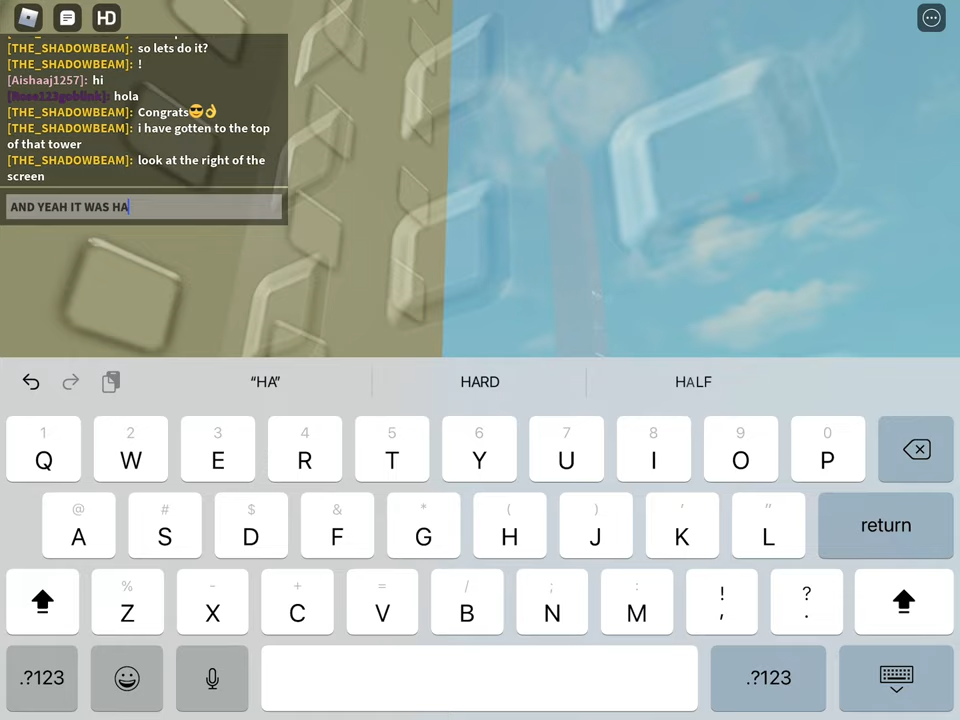 HD
[THE_SHADOWBEAM]: so lets do it?
[THE_SHADOWBEAM]: !
[Aishaaj1257]: hi
[Rose123goblink]: hola
[THE_SHADOWBEAM]: Congrats😎👌
[THE_SHADOWBEAM]: i have gotten to the top
of that tower
[THE_SHADOWBEAM]: look at the right of the
screen
AND YEAH IT WAS HA
“HA” HARD HALF
1 2 3 4 5 6 7 8 9 0
Q W E R T Y U I O P
@ # $ & * ( ) ' "
A S D F G H J K L return
% - + = / ; : ! ?
Z X C V B N M , .
.?123 .?123